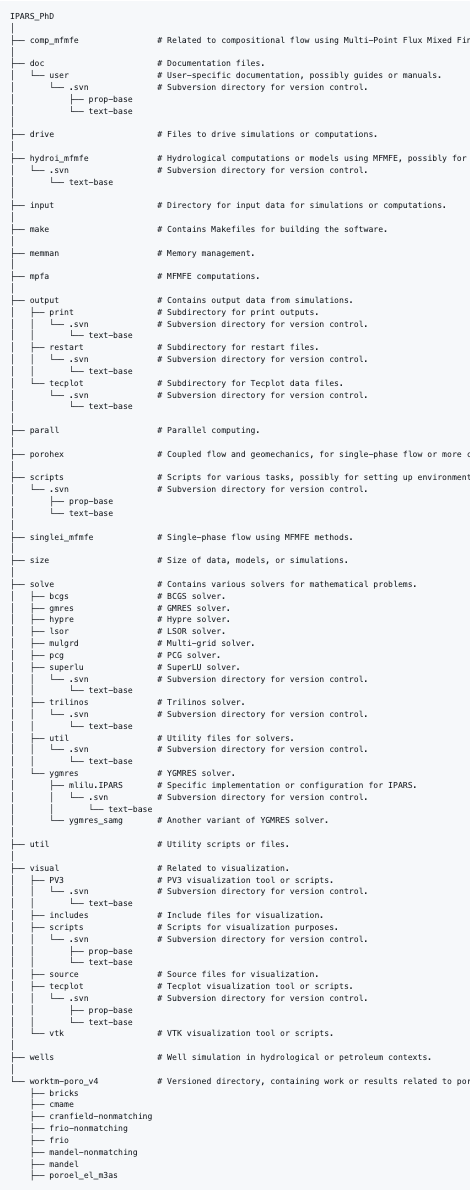 IPARS_PhD
│
├── comp_mfmfe # Related to compositional flow using Multi-Point Flux Mixed Fin
│
├── doc # Documentation files.
│   └── user # User-specific documentation, possibly guides or manuals.
│       └── .svn # Subversion directory for version control.
│           ├── prop-base
│           └── text-base
│
├── drive # Files to drive simulations or computations.
│
├── hydroi_mfmfe # Hydrological computations or models using MFMFE, possibly for
│   └── .svn # Subversion directory for version control.
│       └── text-base
│
├── input # Directory for input data for simulations or computations.
│
├── make # Contains Makefiles for building the software.
│
├── memman # Memory management.
│
├── mpfa # MFMFE computations.
│
├── output # Contains output data from simulations.
│   ├── print # Subdirectory for print outputs.
│   │   └── .svn # Subversion directory for version control.
│   │       └── text-base
│   ├── restart # Subdirectory for restart files.
│   │   └── .svn # Subversion directory for version control.
│   │       └── text-base
│   └── tecplot # Subdirectory for Tecplot data files.
│       └── .svn # Subversion directory for version control.
│           └── text-base
│
├── parall # Parallel computing.
│
├── porohex # Coupled flow and geomechanics, for single-phase flow or more c
│
├── scripts # Scripts for various tasks, possibly for setting up environment
│   └── .svn # Subversion directory for version control.
│       ├── prop-base
│       └── text-base
│
├── singlei_mfmfe # Single-phase flow using MFMFE methods.
│
├── size # Size of data, models, or simulations.
│
├── solve # Contains various solvers for mathematical problems.
│   ├── bcgs # BCGS solver.
│   ├── gmres # GMRES solver.
│   ├── hypre # Hypre solver.
│   ├── lsor # LSOR solver.
│   ├── mulgrd # Multi-grid solver.
│   ├── pcg # PCG solver.
│   ├── superlu # SuperLU solver.
│   │   └── .svn # Subversion directory for version control.
│   │       └── text-base
│   ├── trilinos # Trilinos solver.
│   │   └── .svn # Subversion directory for version control.
│   │       └── text-base
│   ├── util # Utility files for solvers.
│   │   └── .svn # Subversion directory for version control.
│   │       └── text-base
│   └── ygmres # YGMRES solver.
│       ├── mlilu.IPARS # Specific implementation or configuration for IPARS.
│       │   └── .svn # Subversion directory for version control.
│       │       └── text-base
│       └── ygmres_samg # Another variant of YGMRES solver.
│
├── util # Utility scripts or files.
│
├── visual # Related to visualization.
│   ├── PV3 # PV3 visualization tool or scripts.
│   │   └── .svn # Subversion directory for version control.
│   │       └── text-base
│   ├── includes # Include files for visualization.
│   ├── scripts # Scripts for visualization purposes.
│   │   └── .svn # Subversion directory for version control.
│   │       ├── prop-base
│   │       └── text-base
│   ├── source # Source files for visualization.
│   ├── tecplot # Tecplot visualization tool or scripts.
│   │   └── .svn # Subversion directory for version control.
│   │       ├── prop-base
│   │       └── text-base
│   └── vtk # VTK visualization tool or scripts.
│
├── wells # Well simulation in hydrological or petroleum contexts.
│
└── worktm-poro_v4 # Versioned directory, containing work or results related to por
    ├── bricks
    ├── cmame
    ├── cranfield-nonmatching
    ├── frio-nonmatching
    ├── frio
    ├── mandel-nonmatching
    ├── mandel
    ├── poroel_el_m3as